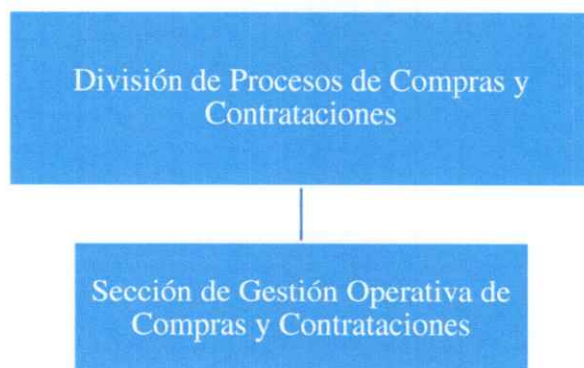 División de Procesos de Compras y
Contrataciones
Sección de Gestión Operativa de
Compras y Contrataciones